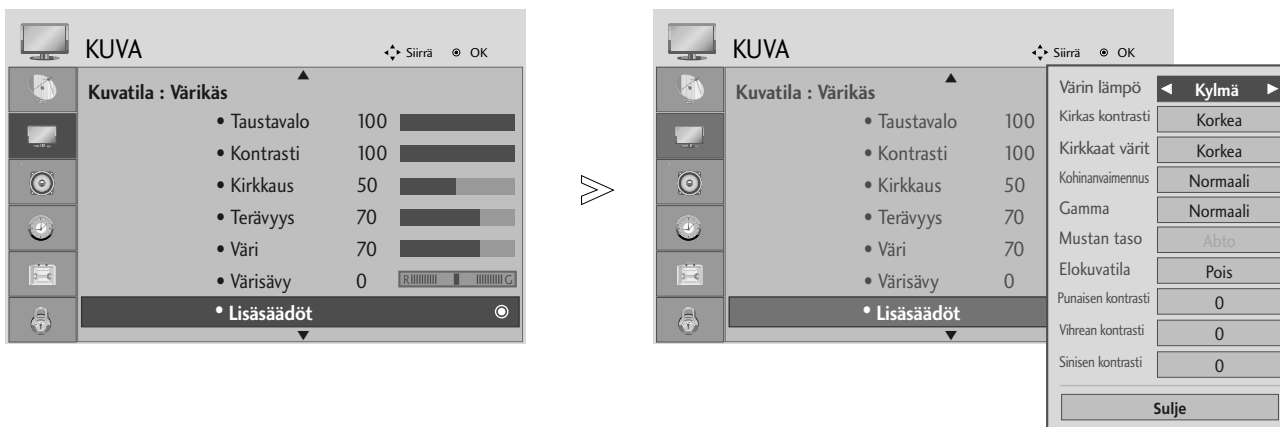 KUVA
Siirrä OK
Kuvatila : Värikäs
• Taustavalo 100
• Kontrasti 100
• Kirkkaus 50
• Terävyys 70
• Väri 70
• Värisävy 0 R G
• Lisäsäädöt
KUVA
Siirrä OK
Kuvatila : Värikäs
• Taustavalo 100
• Kontrasti 100
• Kirkkaus 50
• Terävyys 70
• Väri 70
• Värisävy 0
• Lisäsäädöt
Värin lämpö Kylmä
Kirkas kontrasti Korkea
Kirkkaat värit Korkea
Kohinanvaimennus Normaali
Gamma Normaali
Mustan taso Abto
Elokuvatila Pois
Punaisen kontrasti 0
Vihrean kontrasti 0
Sinisen kontrasti 0
Sulje